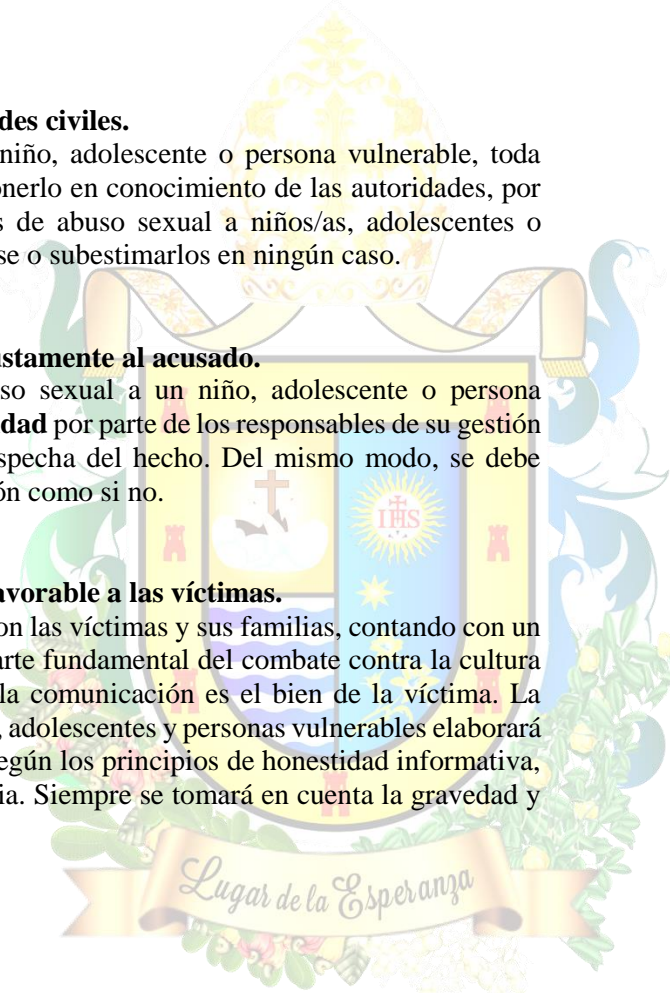 des civiles.
niño, adolescente o persona vulnerable, toda
onerlo en conocimiento de las autoridades, por
s de abuso sexual a niños/as, adolescentes o
se o subestimarlos en ningún caso.
ustamente al acusado.
so sexual a un niño, adolescente o persona
idad por parte de los responsables de su gestión
specha del hecho. Del mismo modo, se debe
ón como si no.
IHS
avorable a las víctimas.
on las víctimas y sus familias, contando con un
arte fundamental del combate contra la cultura
la comunicación es el bien de la víctima. La
, adolescentes y personas vulnerables elaborará
egún los principios de honestidad informativa,
ia. Siempre se tomará en cuenta la gravedad y
Lugar de la Esperanza